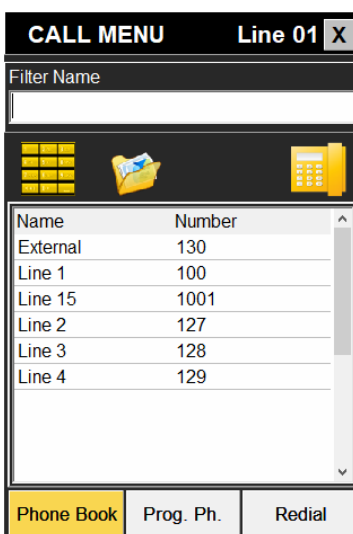 CALL MENU Line 01 X
Filter Name
Name Number
External 130
Line 1 100
Line 15 1001
Line 2 127
Line 3 128
Line 4 129
Phone Book Prog. Ph. Redial